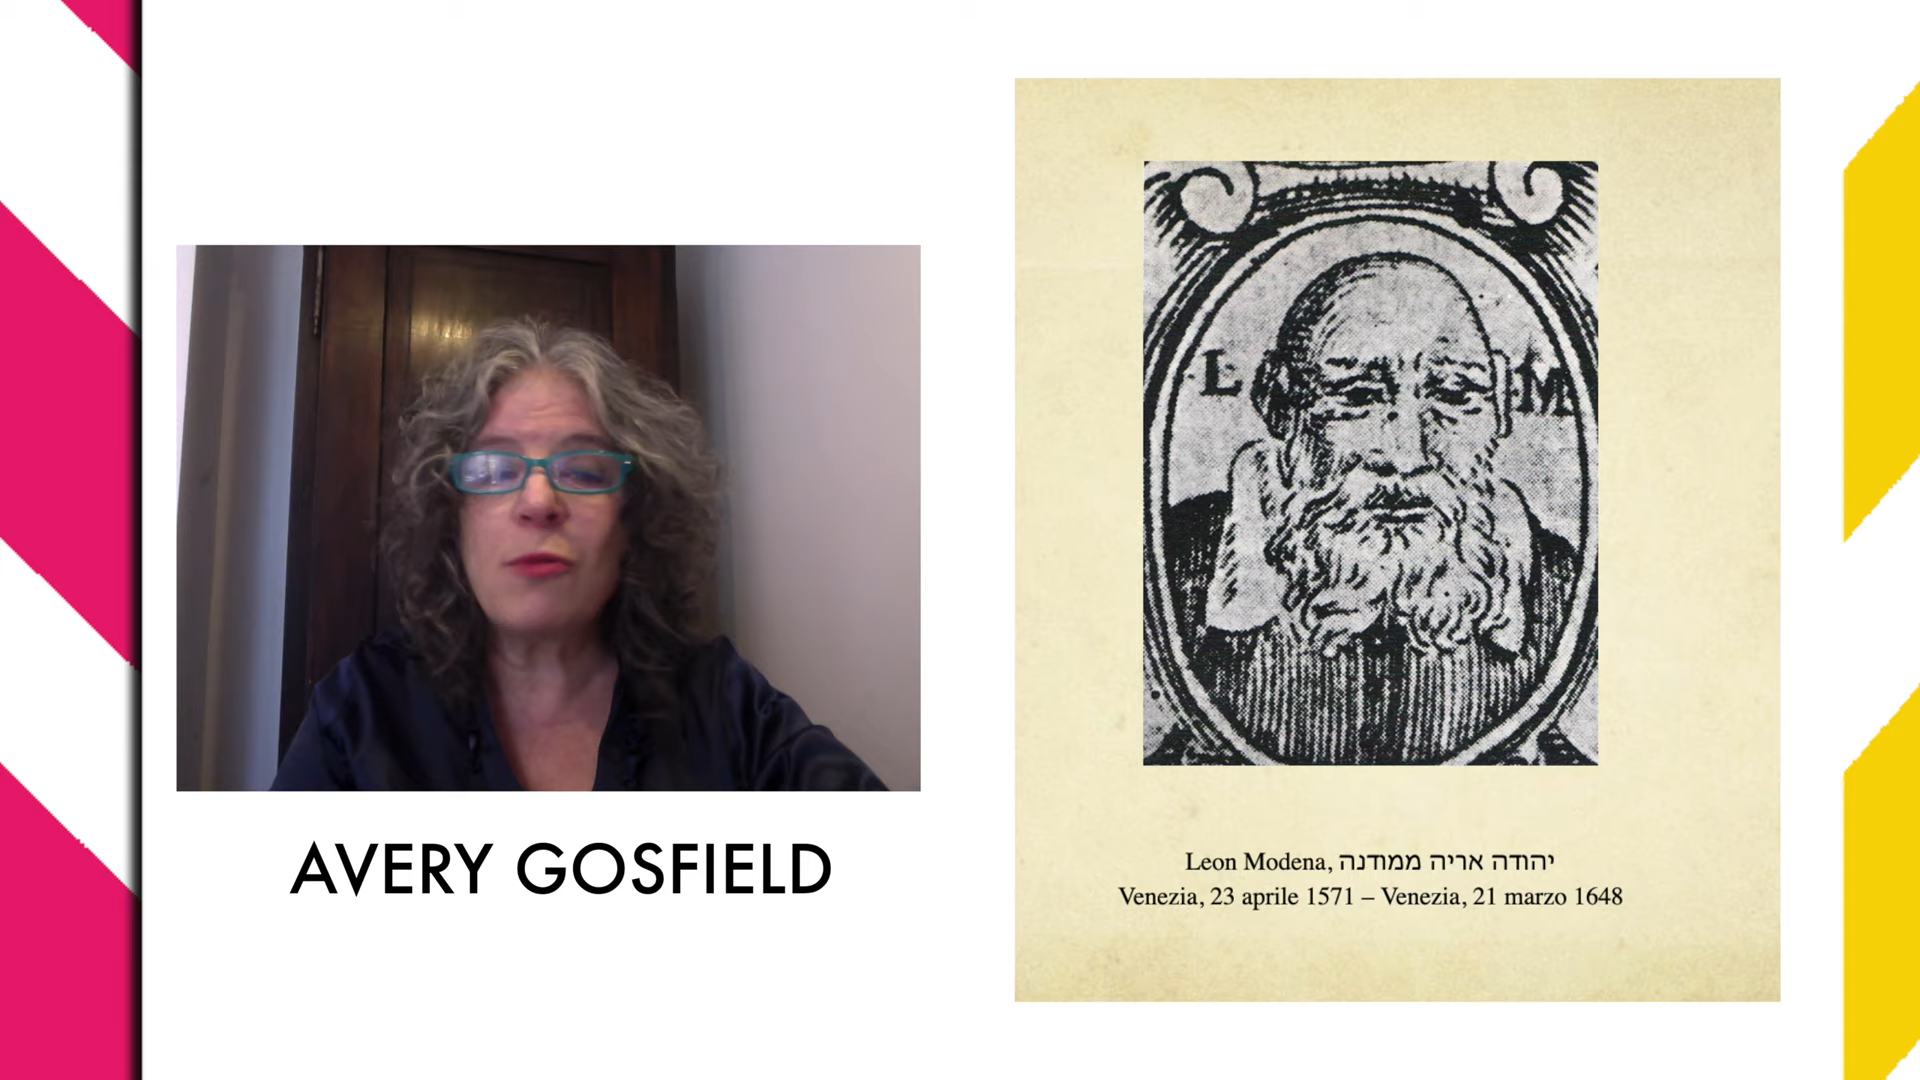 AVERY GOSFIELD
L M
Leon Modena, יהודה אריה ממודנה
Venezia, 23 aprile 1571 – Venezia, 21 marzo 1648